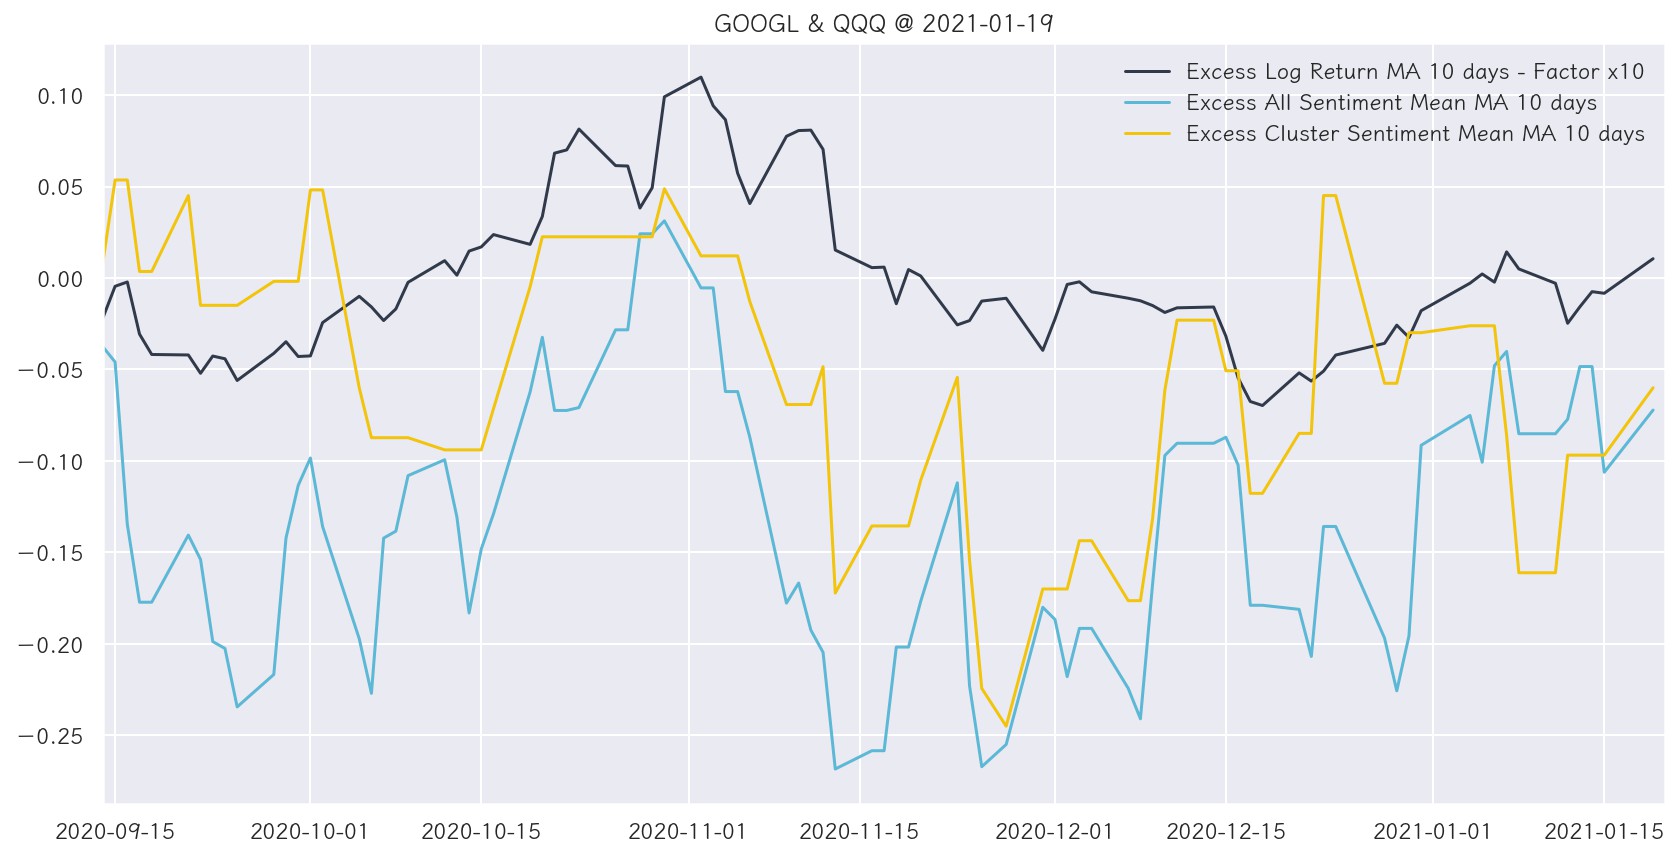 GOOGL & QQQ @ 2021-01-19
Excess Log Return MA 10 days - Factor x10
Excess All Sentiment Mean MA 10 days
Excess Cluster Sentiment Mean MA 10 days
0.10
0.05
0.00
−0.05
−0.10
−0.15
−0.20
−0.25
2020-09-15 2020-10-01 2020-10-15 2020-11-01 2020-11-15 2020-12-01 2020-12-15 2021-01-01 2021-01-15